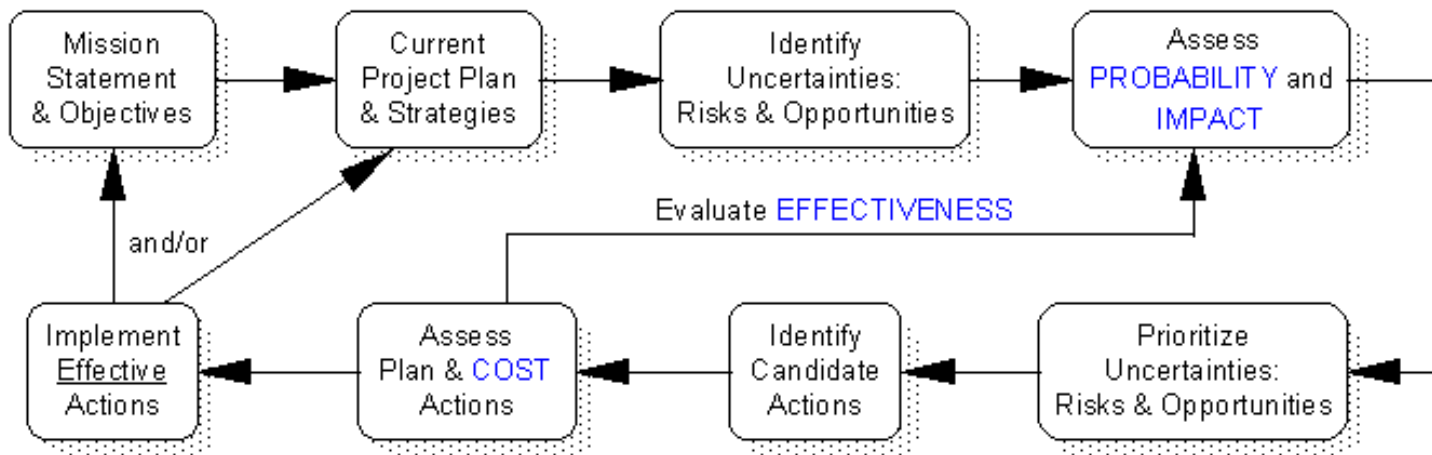 Mission
Statement
& Objectives
Current
Project Plan
& Strategies
Identify
Uncertainties:
Risks & Opportunities
Assess
PROBABILITY and
IMPACT
Evaluate EFFECTIVENESS
and/or
Implement
Effective
Actions
Assess
Plan & COST
Actions
Identify
Candidate
Actions
Prioritize
Uncertainties:
Risks & Opportunities